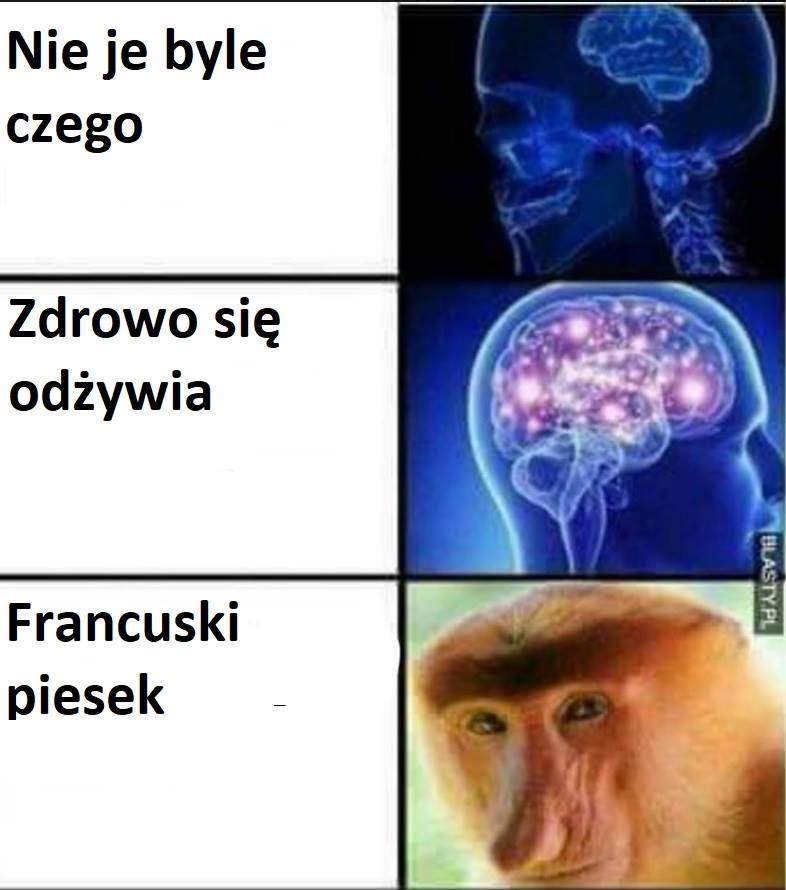 Nie je byle
czego
Zdrowo się
odżywia
BLASTY.PL
Francuski
piesek